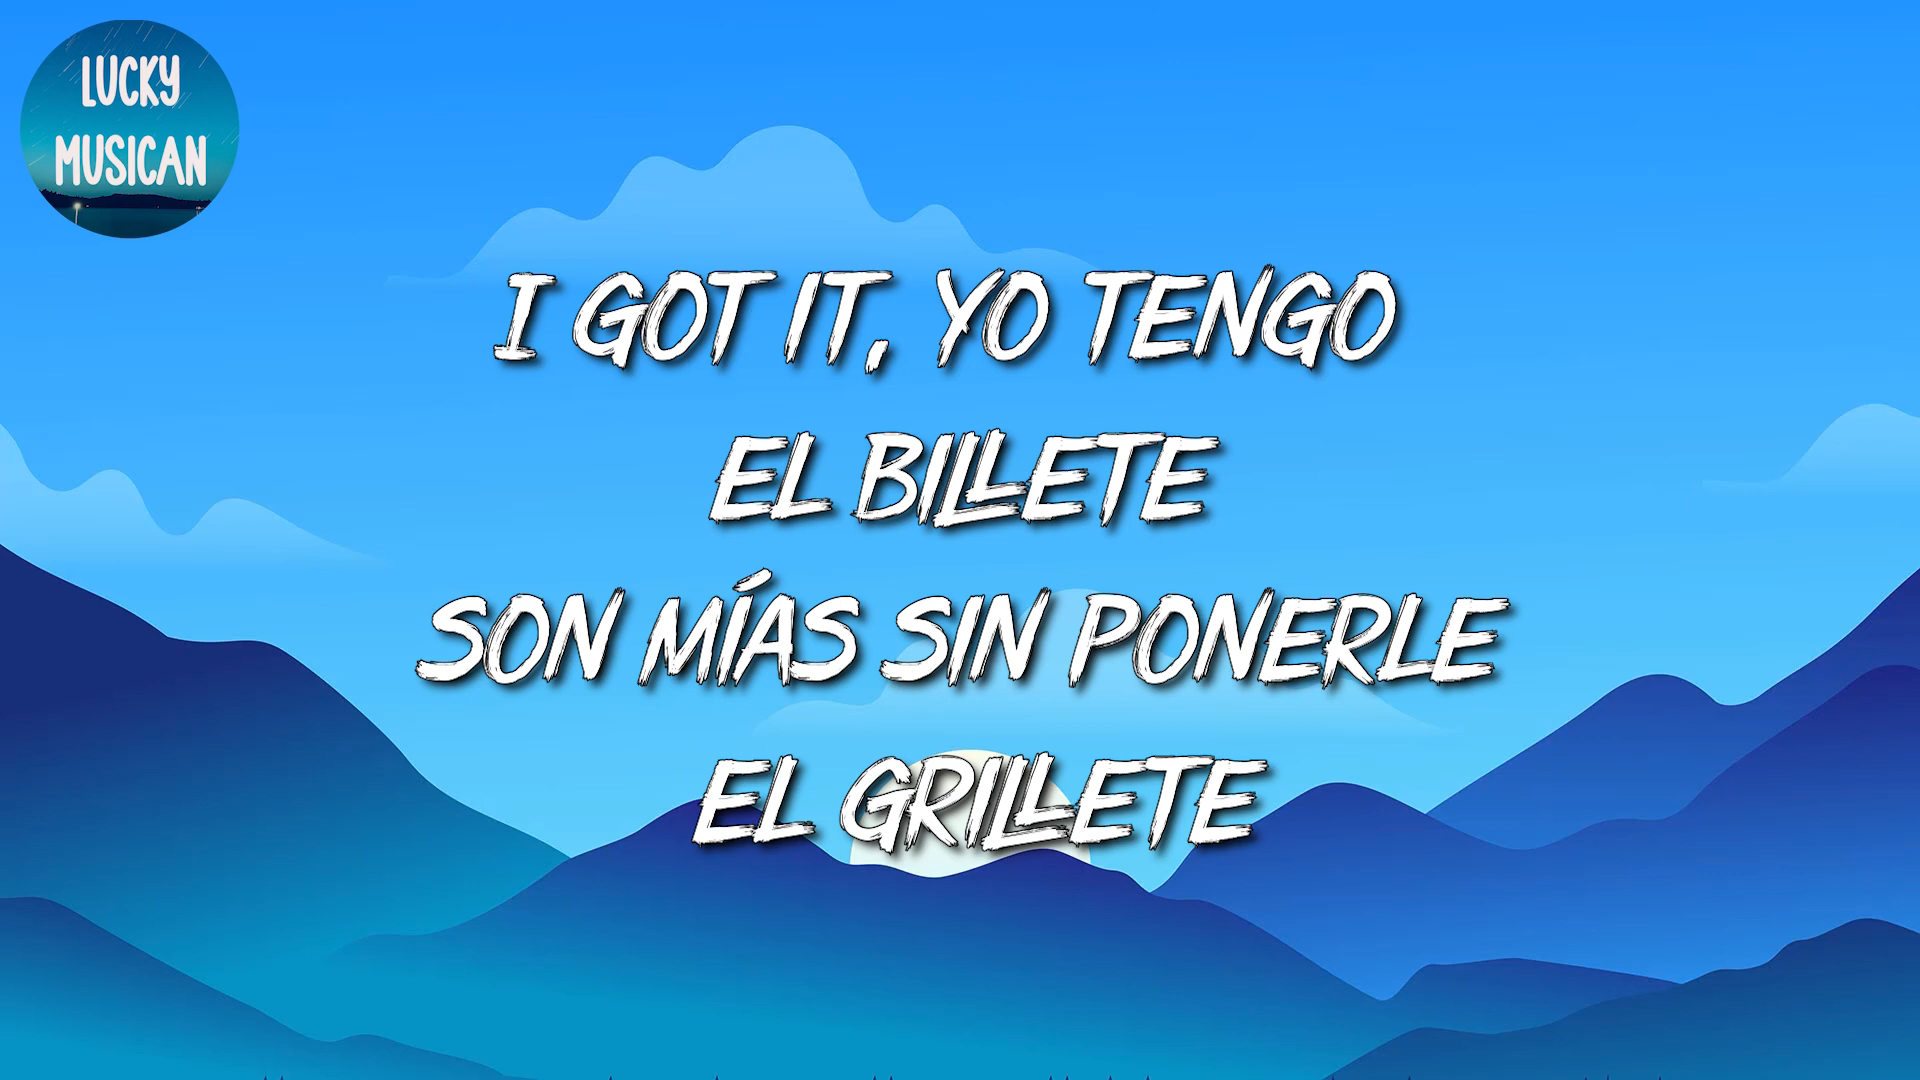 LUCKY
MUSICAN
I GOT IT, YO TENGO
EL BILLETE
SON MÍAS SIN PONERLE
EL GRILLETE